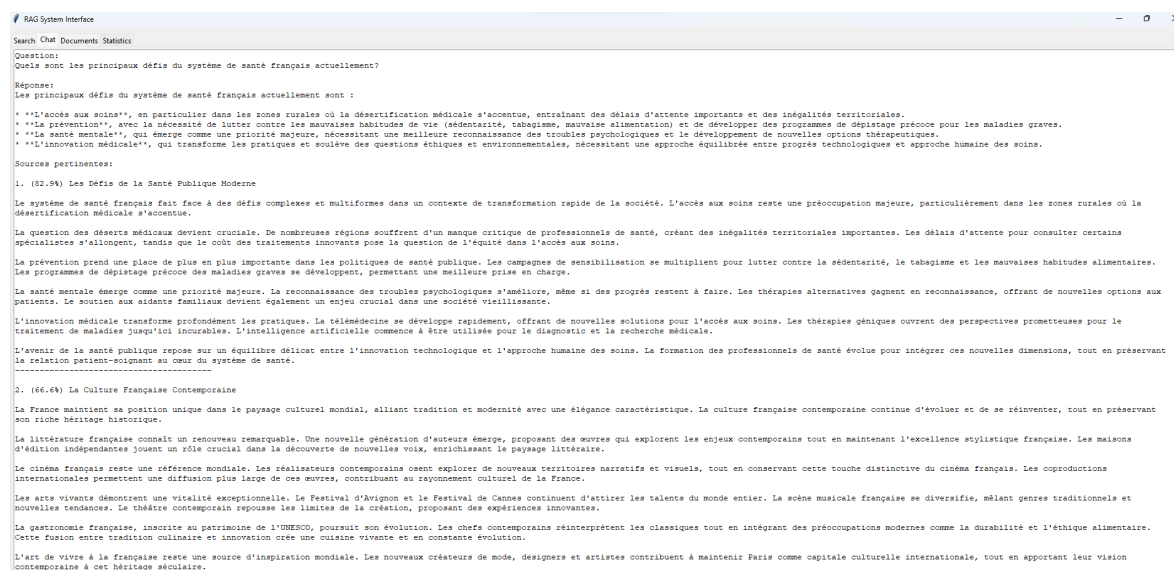 RAG System Interface
Search Chat Documents Statistics
Question:
Quels sont les principaux défis du système de santé français actuellement?
Réponse:
Les principaux défis du système de santé français actuellement sont :
* **L'accès aux soins**, en particulier dans les zones rurales où la désertification médicale s'accentue, entraînant des délais d'attente importants et des inégalités territoriales.
* **La prévention**, avec la nécessité de lutter contre les mauvaises habitudes de vie (sédentarité, tabagisme, mauvaise alimentation) et de développer des programmes de dépistage précoce pour les maladies graves.
* **La santé mentale**, qui émerge comme une priorité majeure, nécessitant une meilleure reconnaissance des troubles psychologiques et le développement de nouvelles options thérapeutiques.
* **L'innovation médicale**, qui transforme les pratiques et soulève des questions éthiques et environnementales, nécessitant une approche équilibrée entre progrès technologiques et approche humaine des soins.
Sources pertinentes:
1. (82.9%) Les Défis de la Santé Publique Moderne
Le système de santé français fait face à des défis complexes et multiformes dans un contexte de transformation rapide de la société. L'accès aux soins reste une préoccupation majeure, particulièrement dans les zones rurales où la
désertification médicale s'accentue.
La question des déserts médicaux devient cruciale. De nombreuses régions souffrent d'un manque critique de professionnels de santé, créant des inégalités territoriales importantes. Les délais d'attente pour consulter certains
spécialistes s'allongent, tandis que le coût des traitements innovants pose la question de l'équité dans l'accès aux soins.
La prévention prend une place de plus en plus importante dans les politiques de santé publique. Les campagnes de sensibilisation se multiplient pour lutter contre la sédentarité, le tabagisme et les mauvaises habitudes alimentaires.
Les programmes de dépistage précoce des maladies graves se développent, permettant une meilleure prise en charge.
La santé mentale émerge comme une priorité majeure. La reconnaissance des troubles psychologiques s'améliore, même si des progrès restent à faire. Les thérapies alternatives gagnent en reconnaissance, offrant de nouvelles options aux
patients. Le soutien aux aidants familiaux devient également un enjeu crucial dans une société vieillissante.
L'innovation médicale transforme profondément les pratiques. La télémédecine se développe rapidement, offrant de nouvelles solutions pour l'accès aux soins. Les thérapies géniques ouvrent des perspectives prometteuses pour le
traitement de maladies jusqu'ici incurables. L'intelligence artificielle commence à être utilisée pour le diagnostic et la recherche médicale.
L'avenir de la santé publique repose sur un équilibre délicat entre l'innovation technologique et l'approche humaine des soins. La formation des professionnels de santé évolue pour intégrer ces nouvelles dimensions, tout en préservant
la relation patient-soignant au cœur du système de santé.
----------------------------------------
2. (66.6%) La Culture Française Contemporaine
La France maintient sa position unique dans le paysage culturel mondial, alliant tradition et modernité avec une élégance caractéristique. La culture française contemporaine continue d'évoluer et de se réinventer, tout en préservant
son riche héritage historique.
La littérature française connaît un renouveau remarquable. Une nouvelle génération d'auteurs émerge, proposant des œuvres qui explorent les enjeux contemporains tout en maintenant l'excellence stylistique française. Les maisons
d'édition indépendantes jouent un rôle crucial dans la découverte de nouvelles voix, enrichissant le paysage littéraire.
Le cinéma français reste une référence mondiale. Les réalisateurs contemporains osent explorer de nouveaux territoires narratifs et visuels, tout en conservant cette touche distinctive du cinéma français. Les coproductions
internationales permettent une diffusion plus large de ces œuvres, contribuant au rayonnement culturel de la France.
Les arts vivants démontrent une vitalité exceptionnelle. Le Festival d'Avignon et le Festival de Cannes continuent d'attirer les talents du monde entier. La scène musicale française se diversifie, mêlant genres traditionnels et
nouvelles tendances. Le théâtre contemporain repousse les limites de la création, proposant des expériences innovantes.
La gastronomie française, inscrite au patrimoine de l'UNESCO, poursuit son évolution. Les chefs contemporains réinterprètent les classiques tout en intégrant des préoccupations modernes comme la durabilité et l'éthique alimentaire.
Cette fusion entre tradition culinaire et innovation crée une cuisine vivante et en constante évolution.
L'art de vivre à la française reste une source d'inspiration mondiale. Les nouveaux créateurs de mode, designers et artistes contribuent à maintenir Paris comme capitale culturelle internationale, tout en apportant leur vision
contemporaine à cet héritage séculaire.